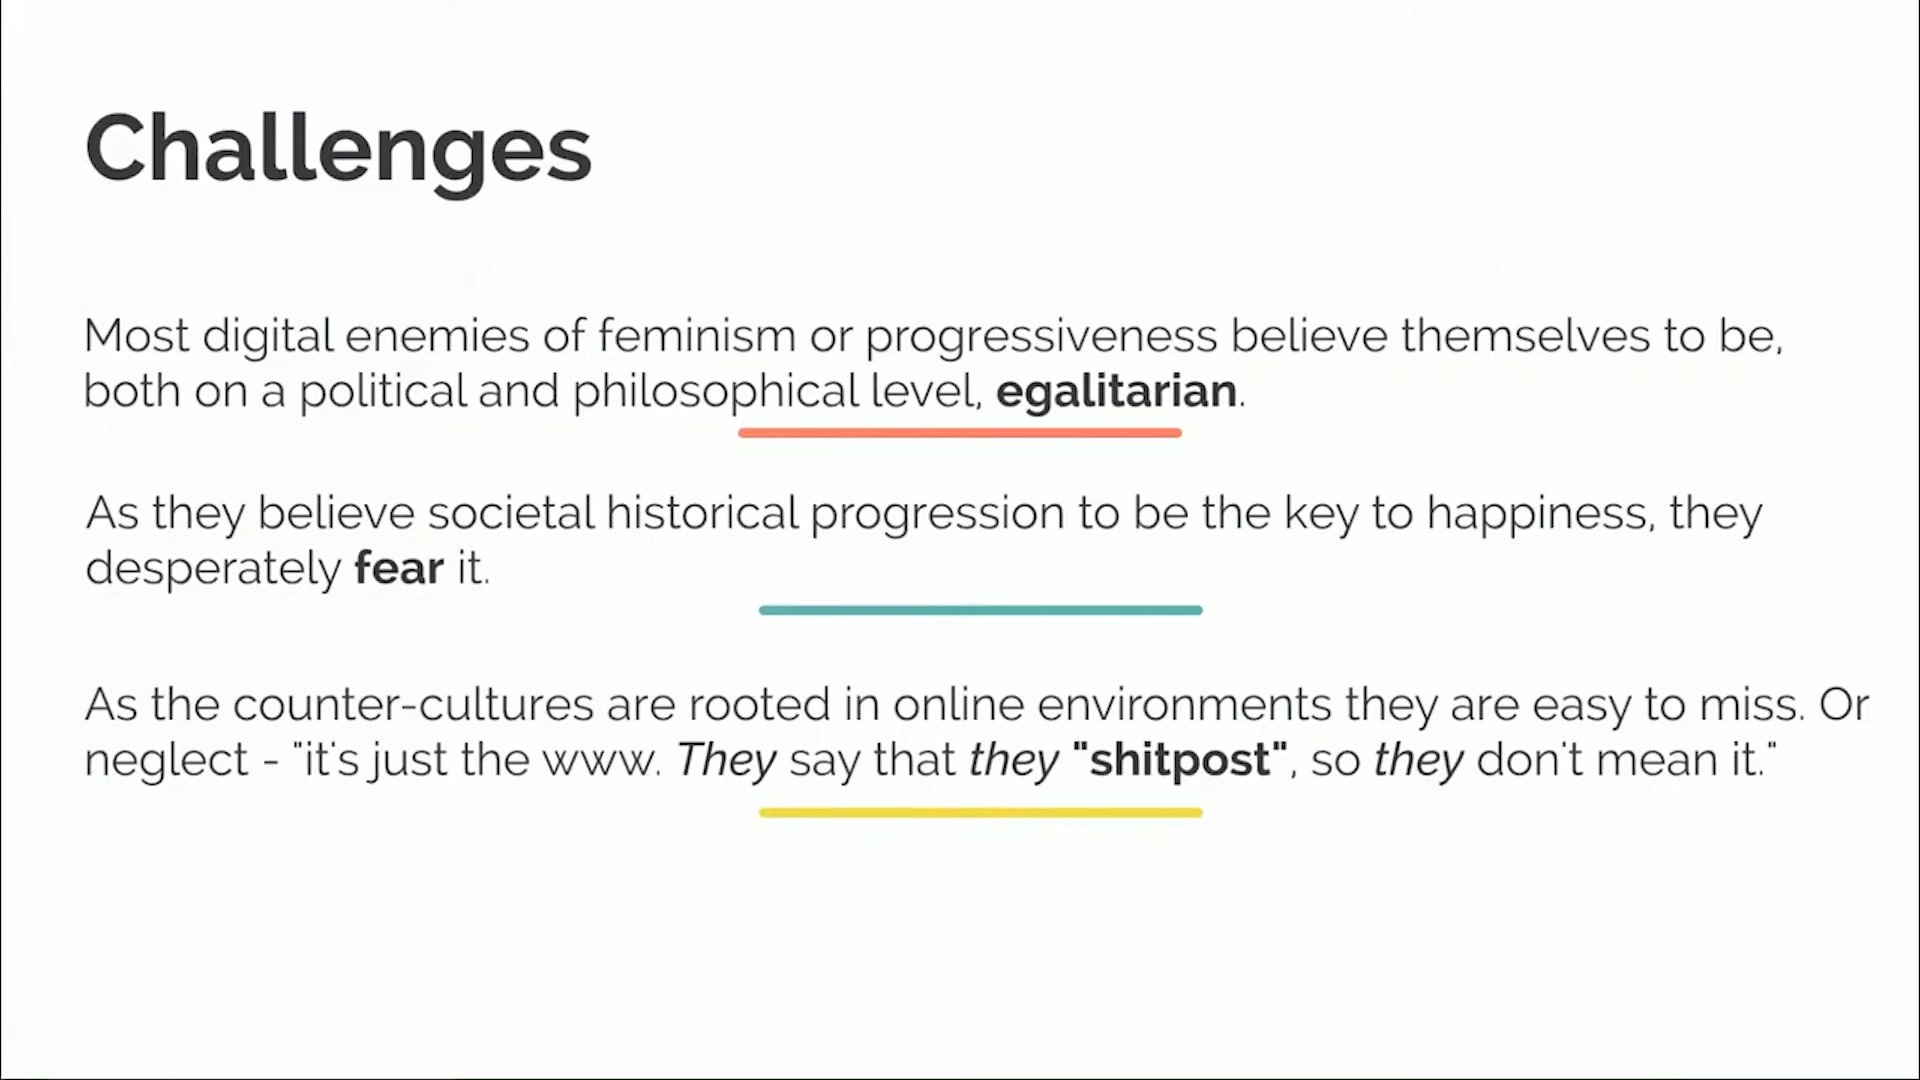 Challenges
Most digital enemies of feminism or progressiveness believe themselves to be,
both on a political and philosophical level, egalitarian.
As they believe societal historical progression to be the key to happiness, they
desperately fear it.
As the counter-cultures are rooted in online environments they are easy to miss. Or
neglect - "it's just the www. They say that they "shitpost", so they don't mean it."